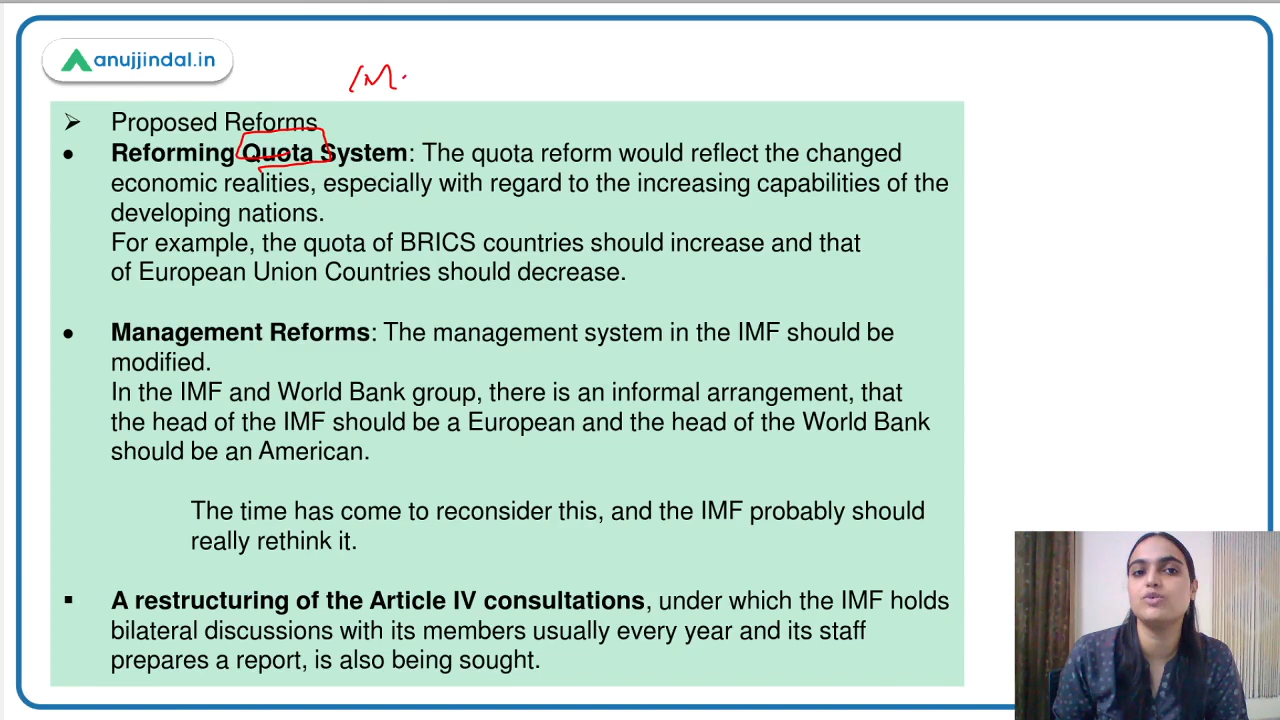 anujjindal.in
IM.
Proposed Reforms
Reforming Quota System: The quota reform would reflect the changed
economic realities, especially with regard to the increasing capabilities of the
developing nations.
For example, the quota of BRICS countries should increase and that
of European Union Countries should decrease.
Management Reforms: The management system in the IMF should be
modified.
In the IMF and World Bank group, there is an informal arrangement, that
the head of the IMF should be a European and the head of the World Bank
should be an American.
The time has come to reconsider this, and the IMF probably should
really rethink it.
A restructuring of the Article IV consultations, under which the IMF holds
bilateral discussions with its members usually every year and its staff
prepares a report, is also being sought.